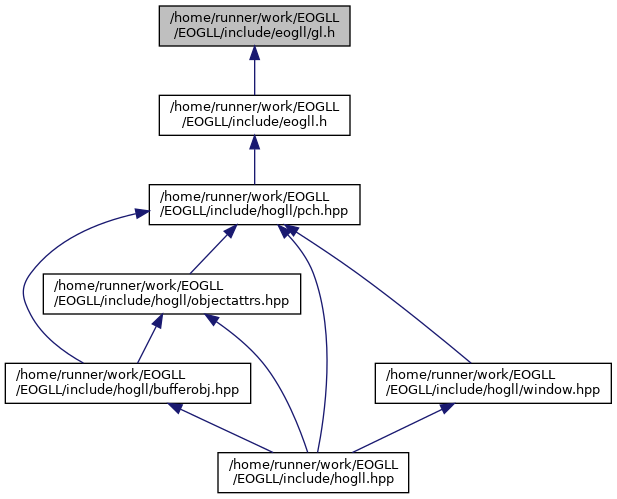 /home/runner/work/EOGLL
/EOGLL/include/eogll/gl.h
/home/runner/work/EOGLL
/EOGLL/include/eogll.h
/home/runner/work/EOGLL
/EOGLL/include/hogll/pch.hpp
/home/runner/work/EOGLL
/EOGLL/include/hogll/objectattrs.hpp
/home/runner/work/EOGLL
/EOGLL/include/hogll/bufferobj.hpp
/home/runner/work/EOGLL
/EOGLL/include/hogll/window.hpp
/home/runner/work/EOGLL
/EOGLL/include/hogll.hpp